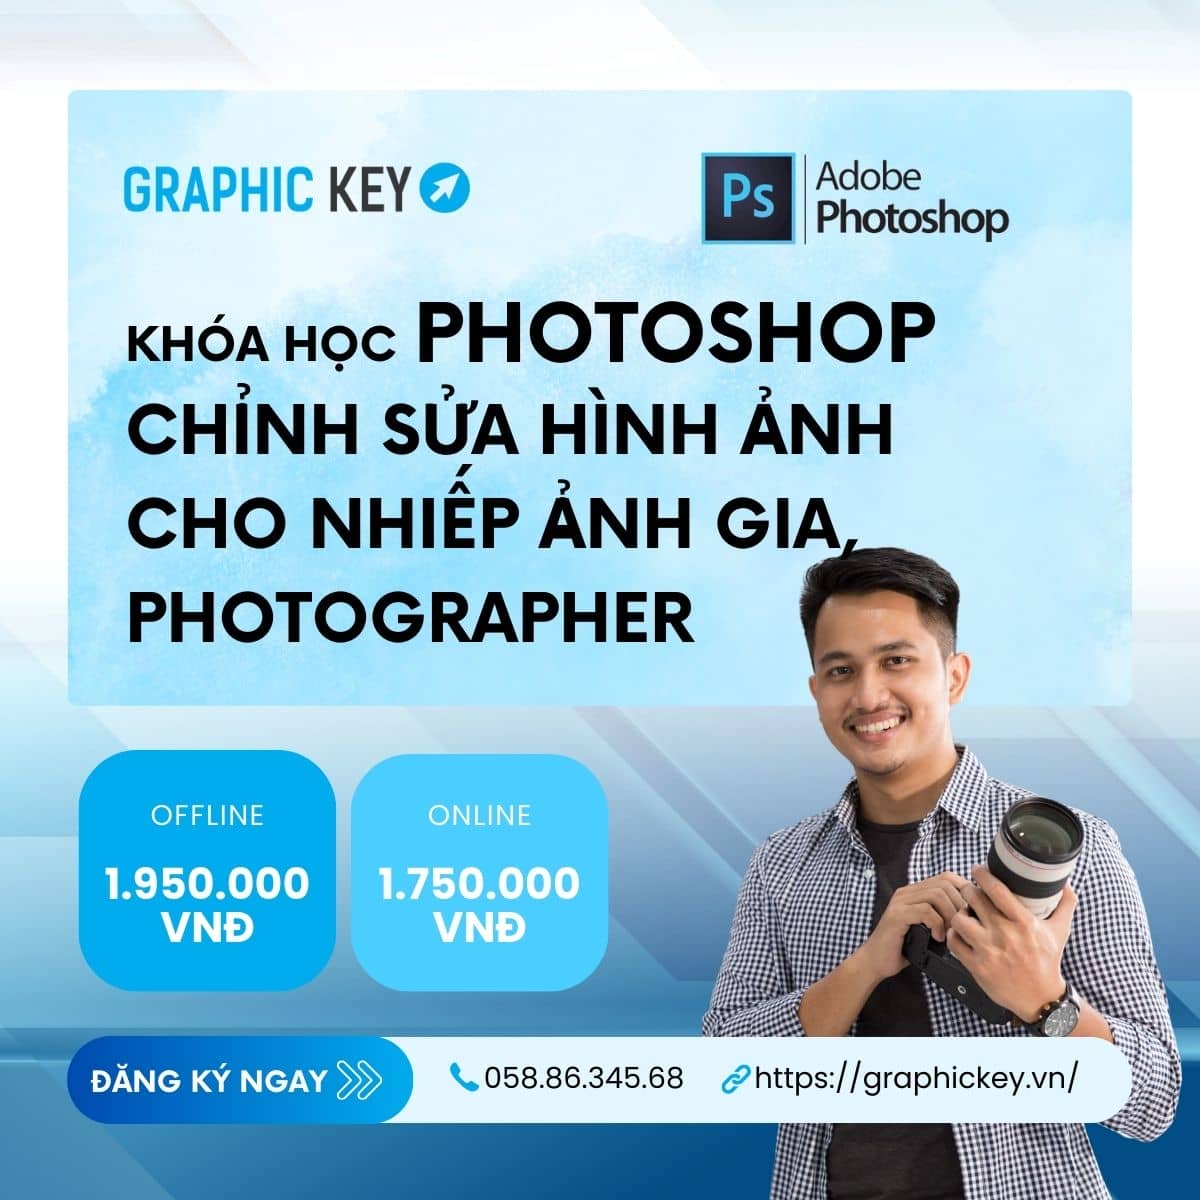 GRAPHIC KEY
Ps
Adobe
Photoshop
KHÓA HỌC PHOTOSHOP
CHỈNH SỬA HÌNH ẢNH
CHO NHIẾP ẢNH GIA,
PHOTOGRAPHER
OFFLINE
1.950.000
VNĐ
ONLINE
1.750.000
VNĐ
ĐĂNG KÝ NGAY
058.86.345.68
https://graphickey.vn/